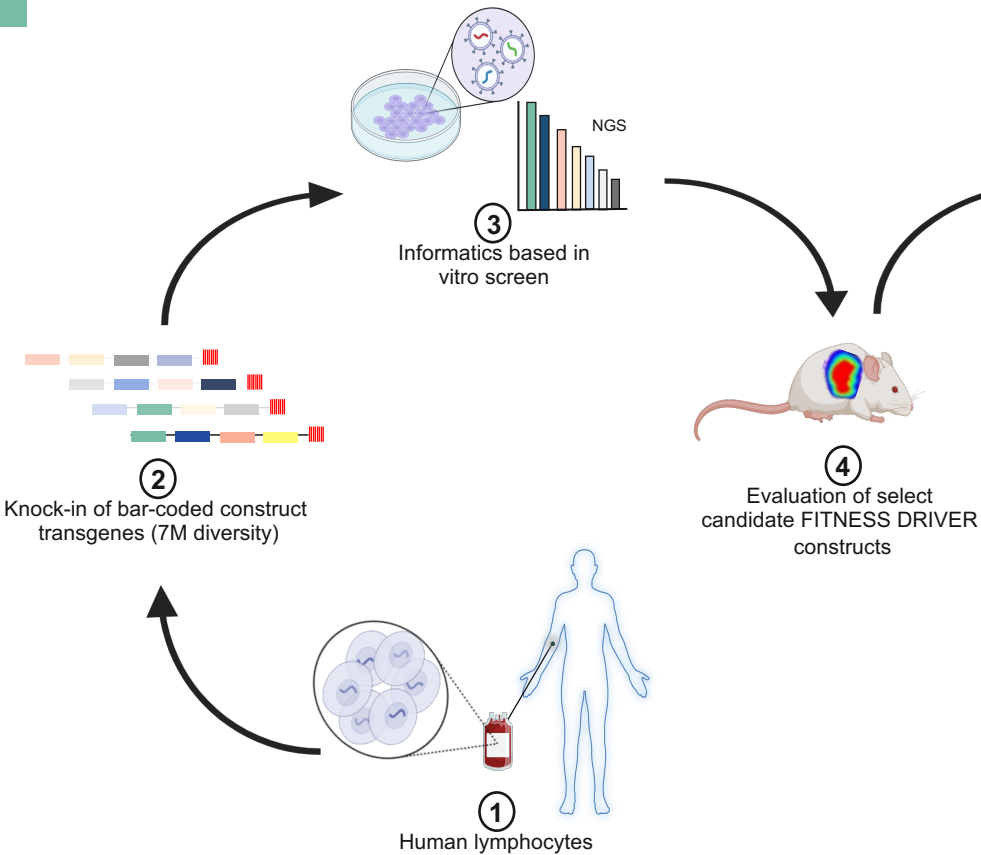 NGS
3
Informatics based in
vitro screen
2
Knock-in of bar-coded construct
transgenes (7M diversity)
4
Evaluation of select
candidate FITNESS DRIVER
constructs
1
Human lymphocytes